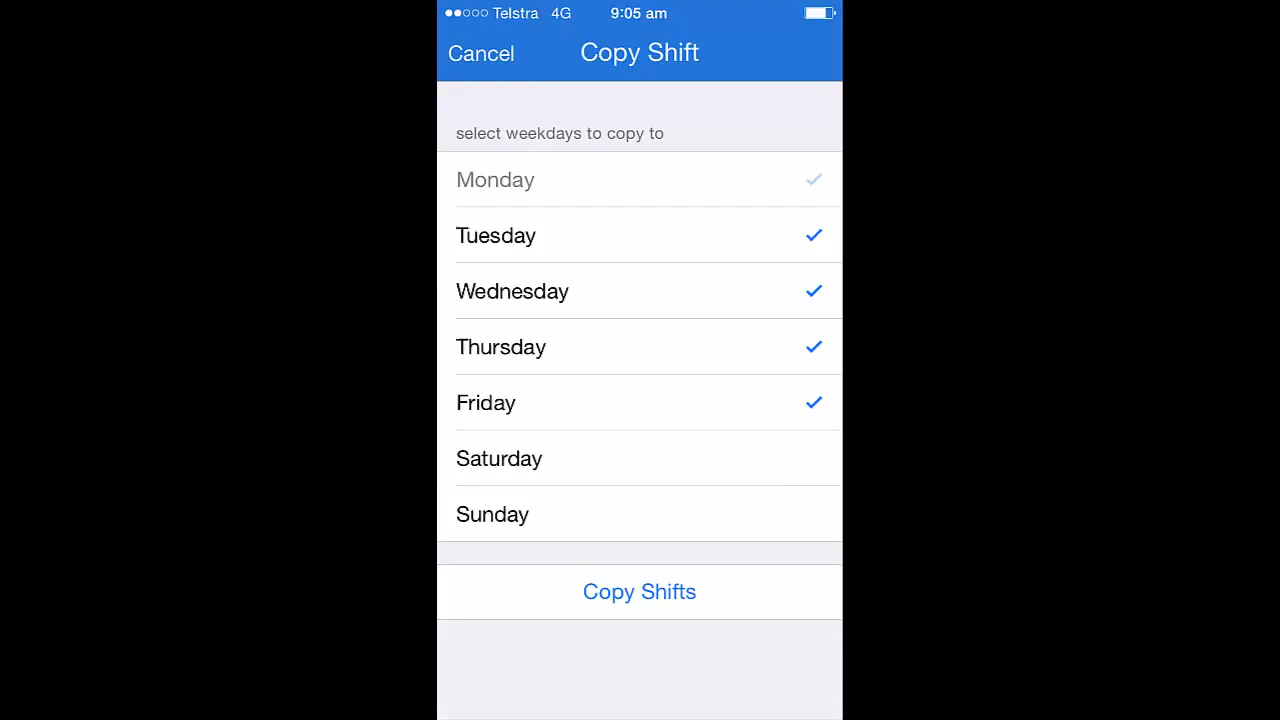 Telstra 4G 9:05 am
Cancel Copy Shift
select weekdays to copy to
Monday
Tuesday
Wednesday
Thursday
Friday
Saturday
Sunday
Copy Shifts